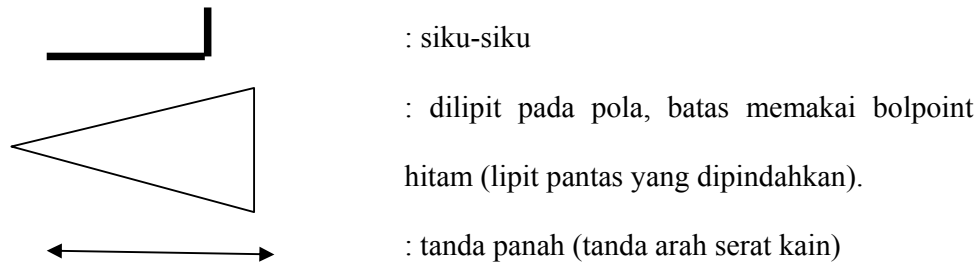 : siku-siku
: dilipit pada pola, batas memakai bolpoint
hitam (lipit pantas yang dipindahkan).
: tanda panah (tanda arah serat kain)